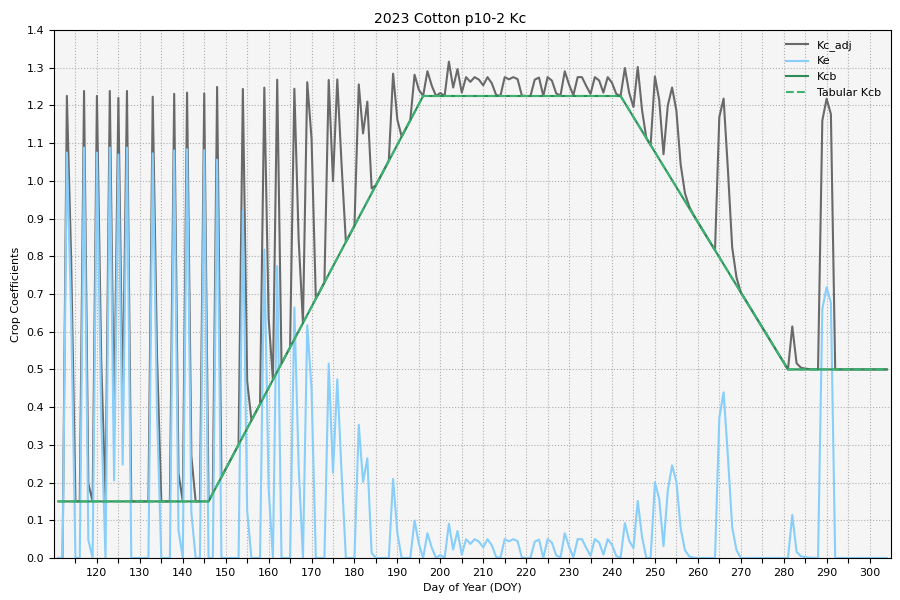 2023 Cotton p10-2 Kc
Kc_adj
Ke
Kcb
Tabular Kcb
Crop Coefficients
1.4
1.3
1.2
1.1
1.0
0.9
0.8
0.7
0.6
0.5
0.4
0.3
0.2
0.1
0.0
120 130 140 150 160 170 180 190 200 210 220 230 240 250 260 270 280 290 300
Day of Year (DOY)